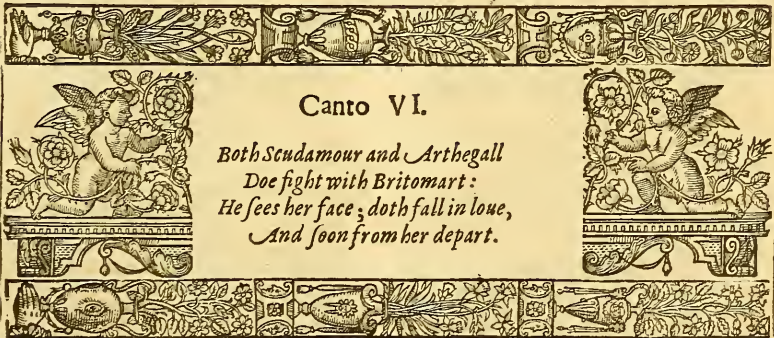 Canto VI.
Both Scudamour and Arthegall
Doe fight with Britomart:
He sees her face; doth fall in loue,
And soon from her depart.